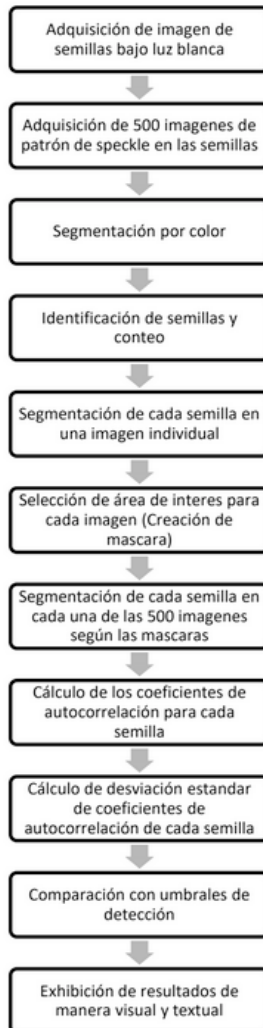 Adquisición de imagen de
semillas bajo luz blanca
Adquisición de 500 imagenes de
patrón de speckle en las semillas
Segmentación por color
Identificación de semillas y
conteo
Segmentación de cada semilla en
una imagen individual
Selección de área de interes para
cada imagen (Creación de
mascara)
Segmentación de cada semilla en
cada una de las 500 imagenes
según las mascaras
Cálculo de los coeficientes de
autocorrelación para cada
semilla
Cálculo de desviación estandar
de coeficientes de
autocorrelación de cada semilla
Comparación con umbrales de
detección
Exhibición de resultados de
manera visual y textual